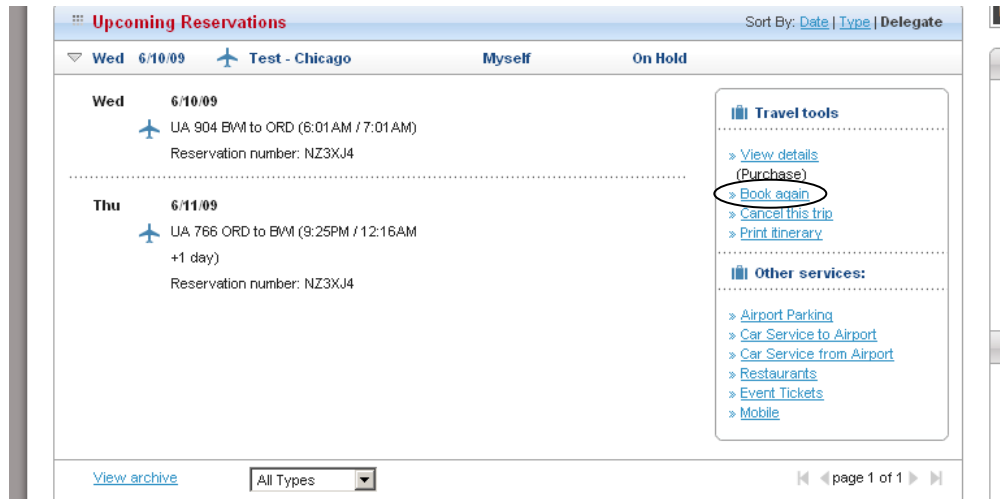 Upcoming Reservations
Sort By: Date | Type | Delegate
Wed 6/10/09 Test - Chicago Myself On Hold
Wed 6/10/09
UA 904 BWI to ORD (6:01AM / 7:01AM)
Reservation number: NZ3XJ4
Thu 6/11/09
UA 766 ORD to BWI (9:25PM / 12:16AM
+1 day)
Reservation number: NZ3XJ4
Travel tools
» View details
(Purchase)
» Book again
» Cancel this trip
» Print itinerary
Other services:
» Airport Parking
» Car Service to Airport
» Car Service from Airport
» Restaurants
» Event Tickets
» Mobile
View archive
All Types
page 1 of 1